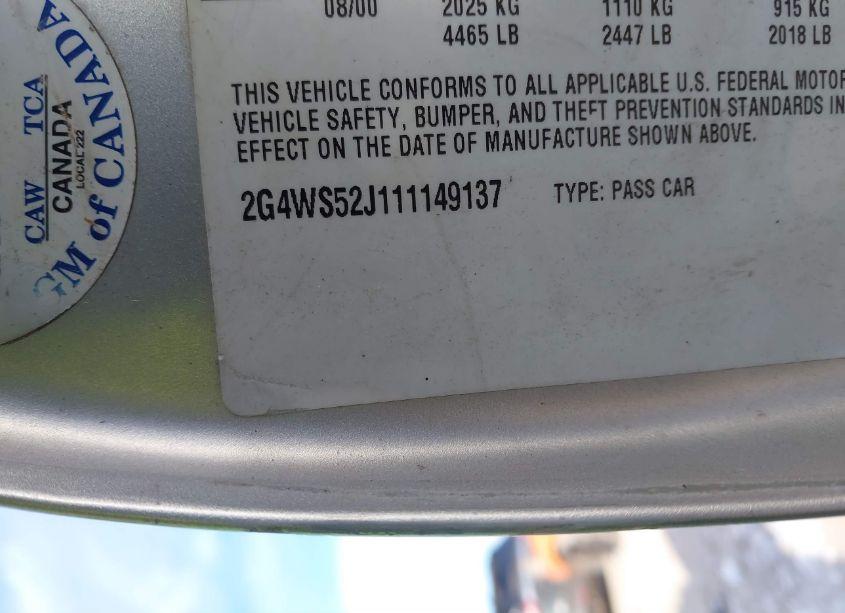 08/00 2025 KG 1110 KG 915 KG
4465 LB 2447 LB 2018 LB
THIS VEHICLE CONFORMS TO ALL APPLICABLE U.S. FEDERAL MOTOR
VEHICLE SAFETY, BUMPER, AND THEFT PREVENTION STANDARDS IN
EFFECT ON THE DATE OF MANUFACTURE SHOWN ABOVE.
2G4WS52J111149137 TYPE: PASS CAR
CAW TCA
CANADA
LOCAL 222
GM of CANADA